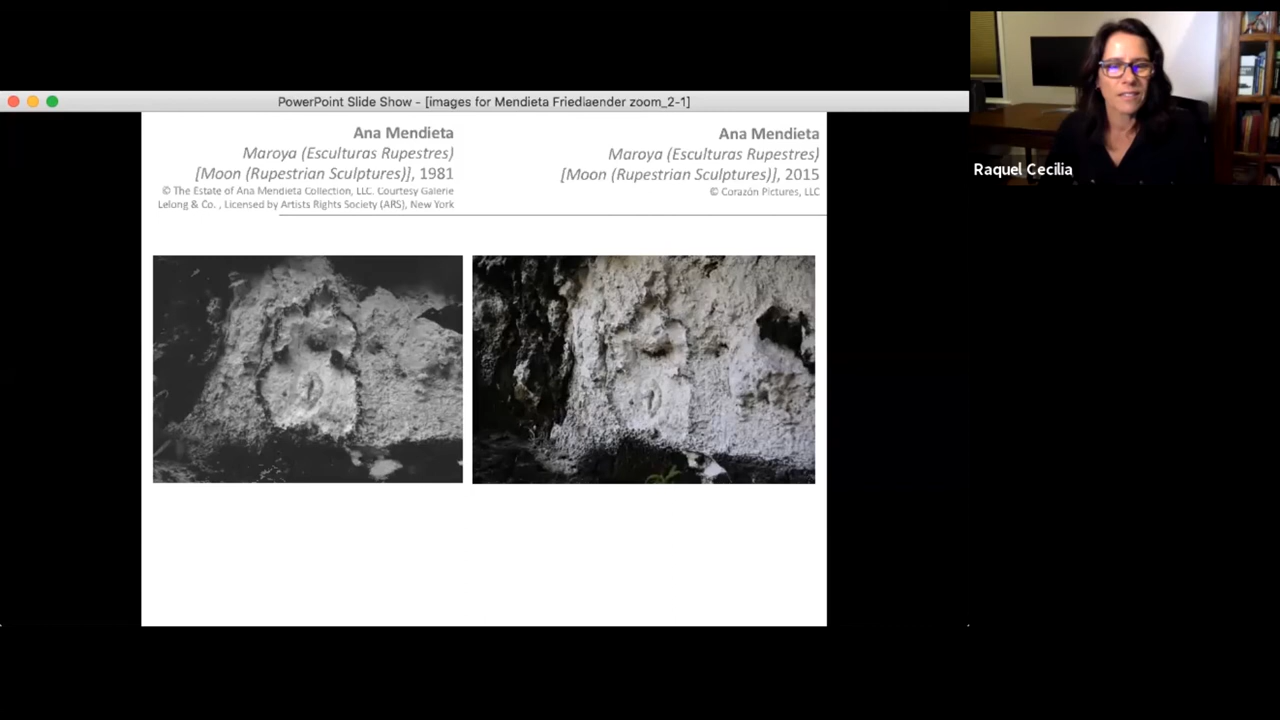 PowerPoint Slide Show - [images for Mendieta Friedlaender zoom_2-1]
Ana Mendieta
Maroya (Esculturas Rupestres)
[Moon (Rupestrian Sculptures)], 1981
© The Estate of Ana Mendieta Collection, LLC. Courtesy Galerie
Lelong & Co. , Licensed by Artists Rights Society (ARS), New York
Ana Mendieta
Maroya (Esculturas Rupestres)
[Moon (Rupestrian Sculptures)], 2015
© Corazón Pictures, LLC
Raquel Cecilia